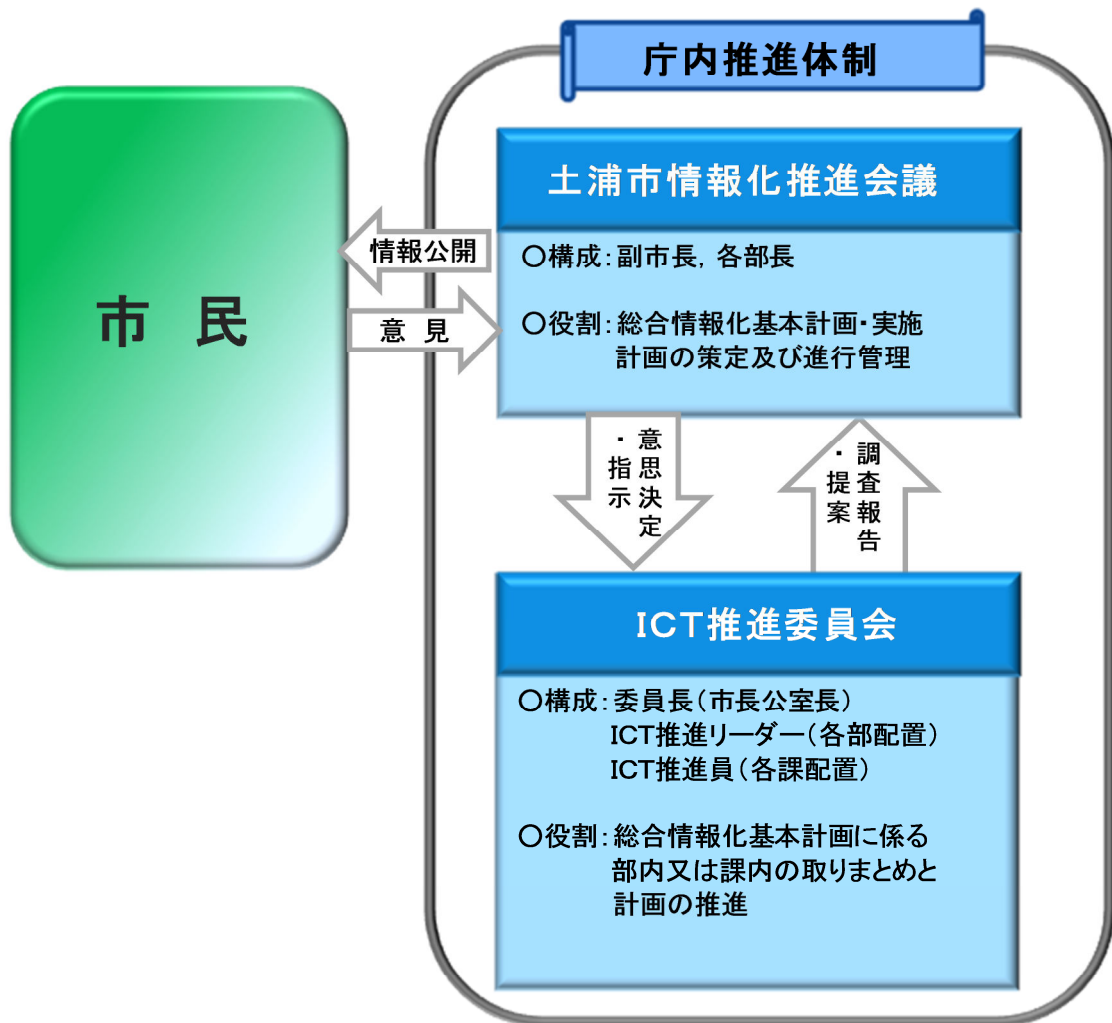 庁内推進体制
市　民
情報公開
意 見
土浦市情報化推進会議
○構成：副市長，各部長
○役割：総合情報化基本計画・実施
計画の策定及び進行管理
意思決定
・指示
調査報告
・提案
ＩＣＴ推進委員会
○構成：委員長（市長公室長）
ＩＣＴ推進リーダー（各部配置）
ＩＣＴ推進員（各課配置）
○役割：総合情報化基本計画に係る
部内又は課内の取りまとめと
計画の推進